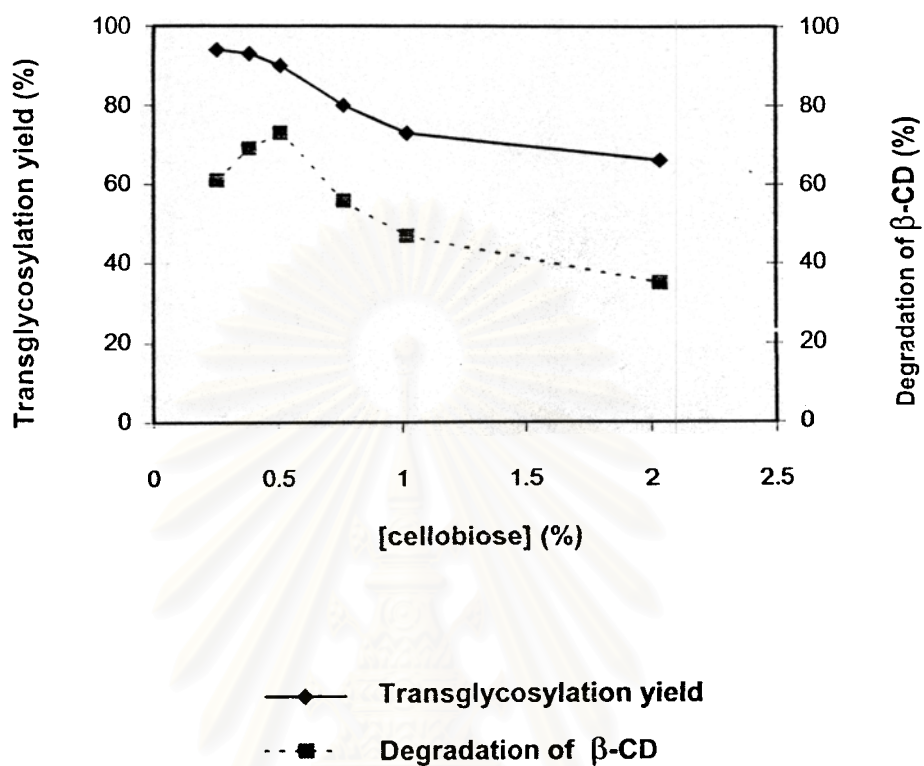 100
80
60
40
20
0
Transglycosylation yield (%)
100
80
60
40
20
0
Degradation of β-CD (%)
0 0.5 1 1.5 2 2.5
[cellobiose] (%)
Transglycosylation yield
Degradation of β-CD